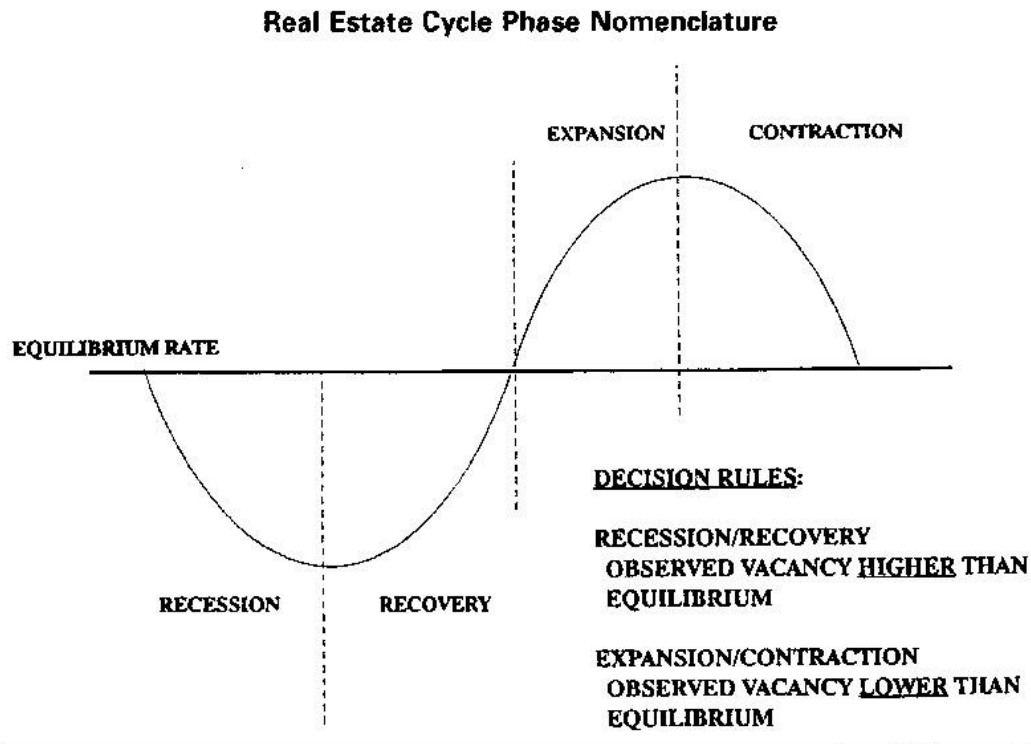 Real Estate Cycle Phase Nomenclature
EXPANSION
CONTRACTION
EQUILIBRIUM RATE
RECESSION
RECOVERY
DECISION RULES:
RECESSION/RECOVERY
OBSERVED VACANCY HIGHER THAN
EQUILIBRIUM
EXPANSION/CONTRACTION
OBSERVED VACANCY LOWER THAN
EQUILIBRIUM